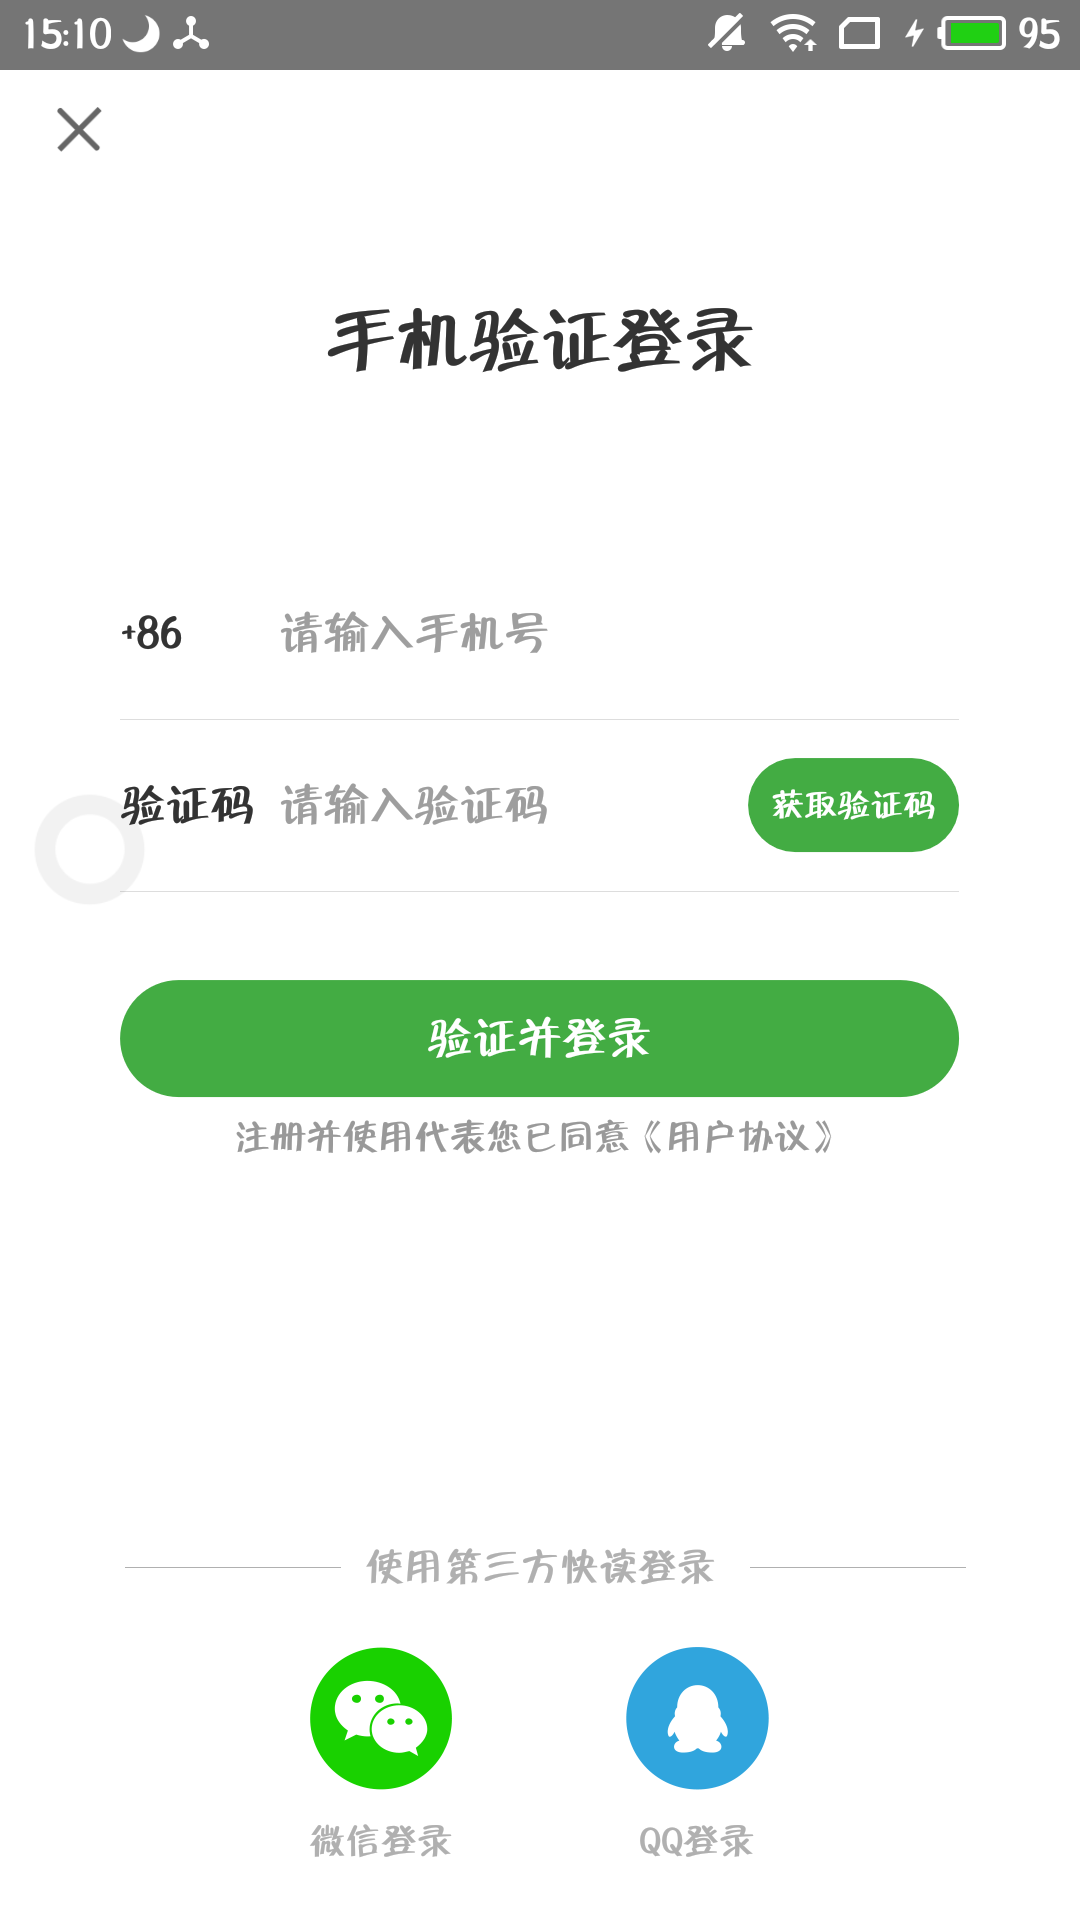 15:10 95
手机验证登录
+86 请输入手机号
验证码 请输入验证码 获取验证码
验证并登录
注册并使用代表您已同意《用户协议》
使用第三方快读登录
微信登录 QQ登录